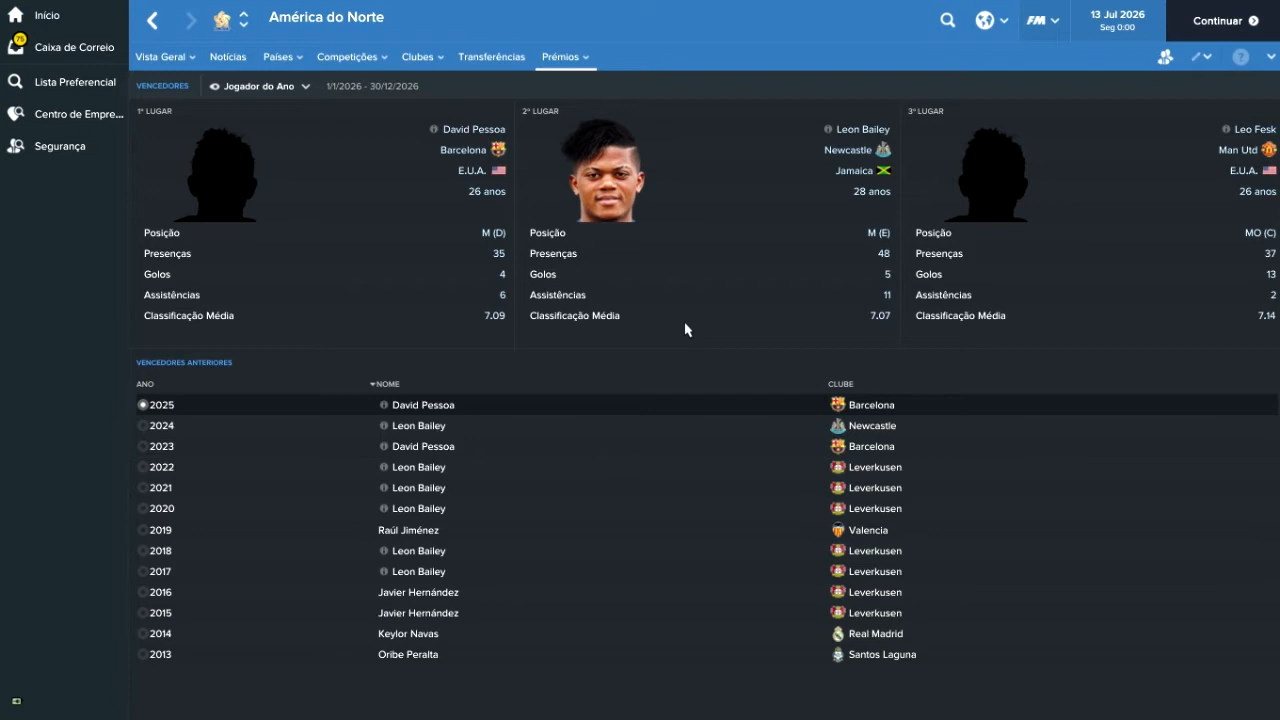 Início
75
Caixa de Correio
Lista Preferencial
Centro de Empre...
Segurança
América do Norte
FM
13 Jul 2026
Seg 0:00
Continuar
Vista Geral
Notícias
Países
Competições
Clubes
Transferências
Prémios
VENCEDORES
Jogador do Ano
1/1/2026 - 30/12/2026
1º LUGAR
David Pessoa
Barcelona
E.U.A.
26 anos
Posição M (D)
Presenças 35
Golos 4
Assistências 6
Classificação Média 7.09
2º LUGAR
Leon Bailey
Newcastle
Jamaica
28 anos
Posição M (E)
Presenças 48
Golos 5
Assistências 11
Classificação Média 7.07
3º LUGAR
Leo Fesk
Man Utd
E.U.A.
26 anos
Posição MO (C)
Presenças 37
Golos 13
Assistências 2
Classificação Média 7.14
VENCEDORES ANTERIORES
ANO NOME CLUBE
2025 David Pessoa Barcelona
2024 Leon Bailey Newcastle
2023 David Pessoa Barcelona
2022 Leon Bailey Leverkusen
2021 Leon Bailey Leverkusen
2020 Leon Bailey Leverkusen
2019 Raúl Jiménez Valencia
2018 Leon Bailey Leverkusen
2017 Leon Bailey Leverkusen
2016 Javier Hernández Leverkusen
2015 Javier Hernández Leverkusen
2014 Keylor Navas Real Madrid
2013 Oribe Peralta Santos Laguna